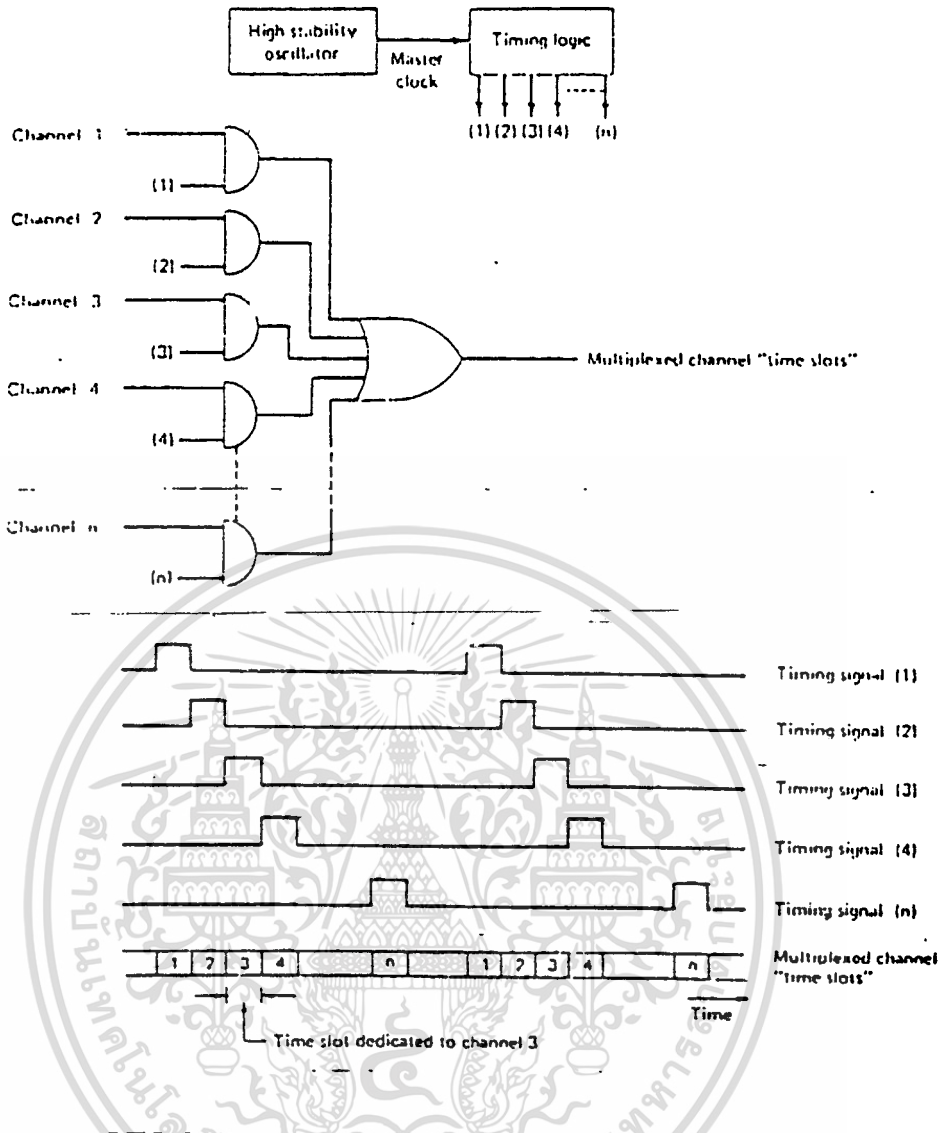 High stability
oscillator
Master
clock
Timing logic
(1) (2) (3) (4) (n)
Channel 1
(1)
Channel 2
(2)
Channel 3
(3)
Channel 4
(4)
Channel n
(n)
Multiplexed channel "time slots"
Timing signal (1)
Timing signal (2)
Timing signal (3)
Timing signal (4)
Timing signal (n)
1 2 3 4 n 1 2 3 4 n
Multiplexed channel
"time slots"
Time
Time slot dedicated to channel 3